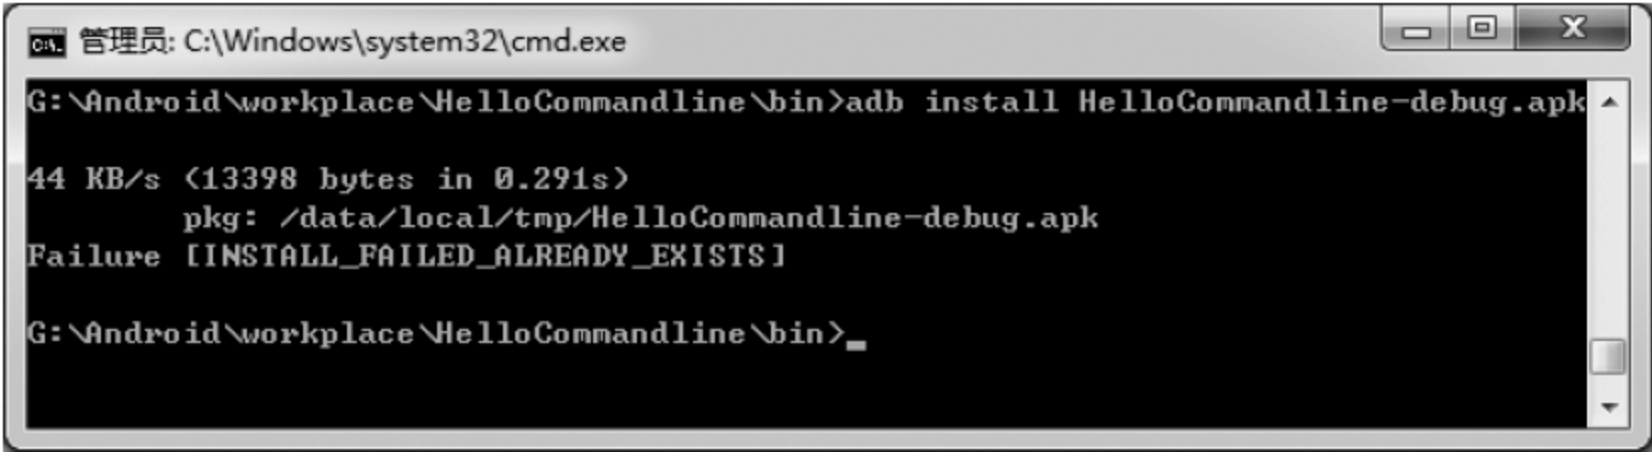 管理员: C:\Windows\system32\cmd.exe
G:\Android\workplace\HelloCommandline\bin>adb install HelloCommandline-debug.apk
44 KB/s (13398 bytes in 0.291s)
pkg: /data/local/tmp/HelloCommandline-debug.apk
Failure [INSTALL_FAILED_ALREADY_EXISTS]
G:\Android\workplace\HelloCommandline\bin>_